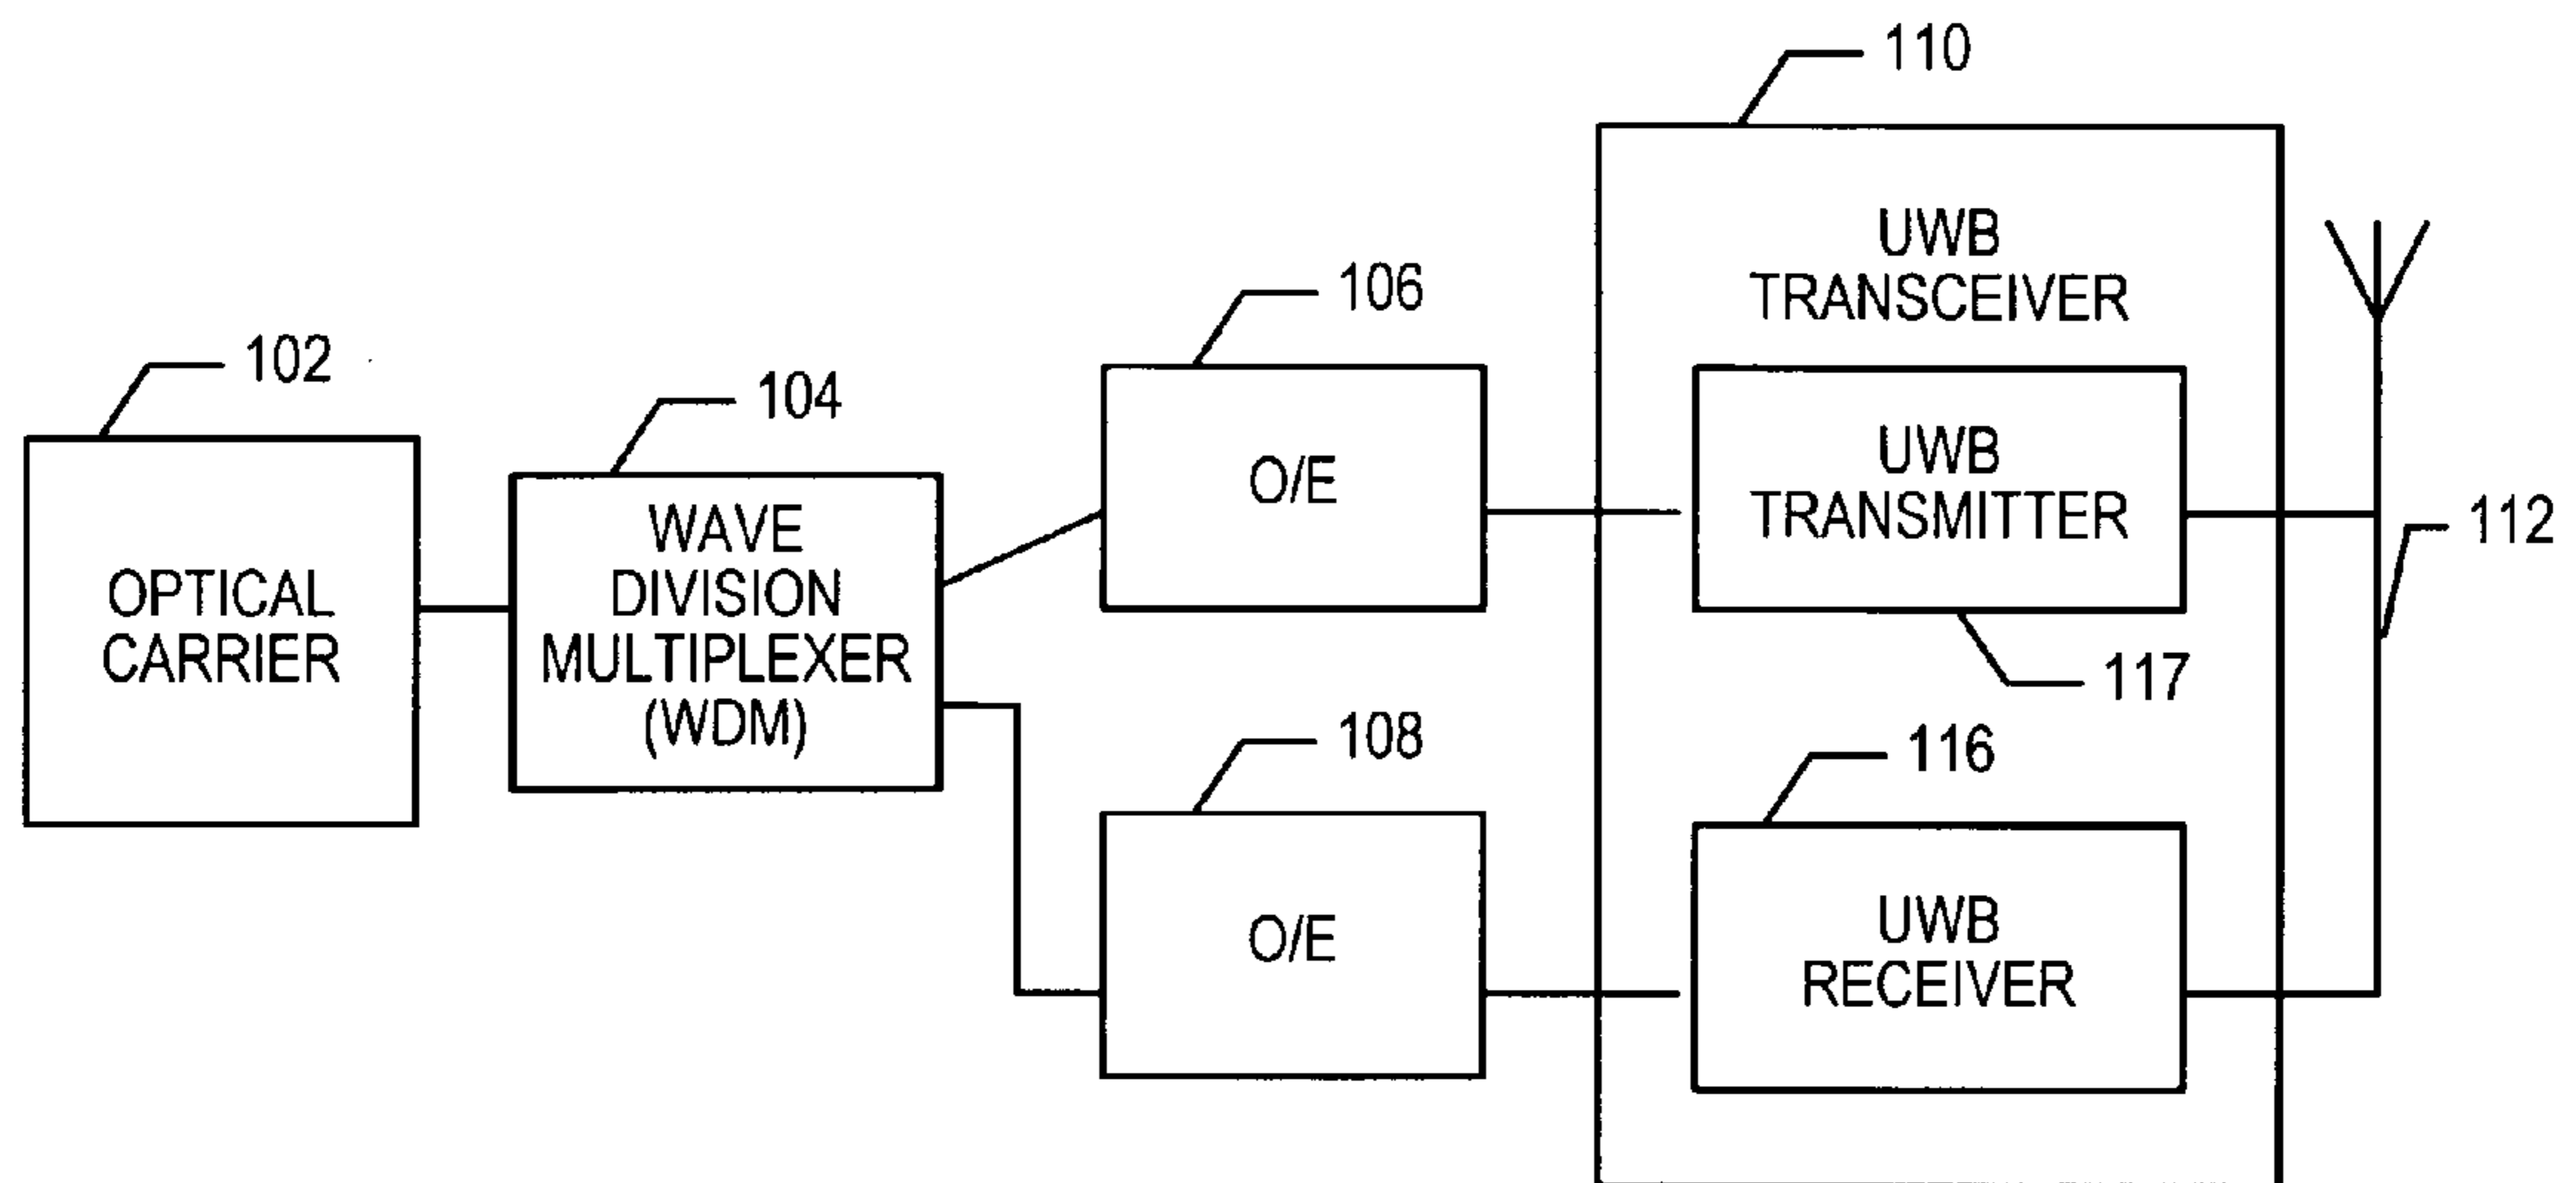 110
UWB
TRANSCEIVER
106
102
104
OPTICAL
CARRIER
WAVE
DIVISION
MULTIPLEXER
(WDM)
O/E
UWB
TRANSMITTER
112
117
108
116
O/E
UWB
RECEIVER